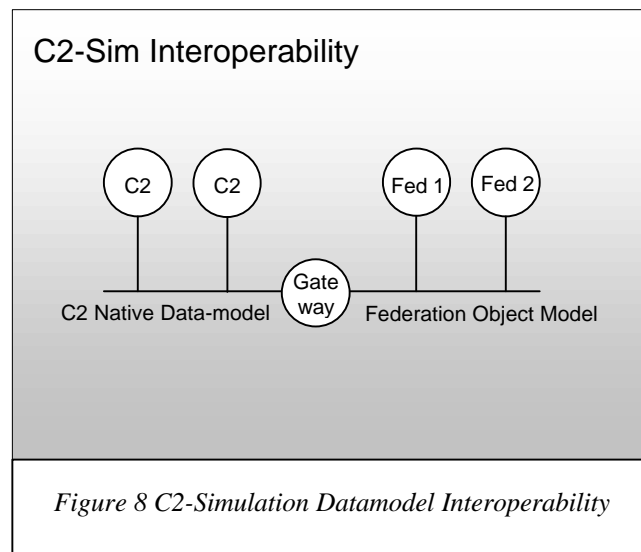 C2-Sim Interoperability
C2
C2
Fed 1
Fed 2
Gate
way
C2 Native Data-model
Federation Object Model
Figure 8 C2-Simulation Datamodel Interoperability